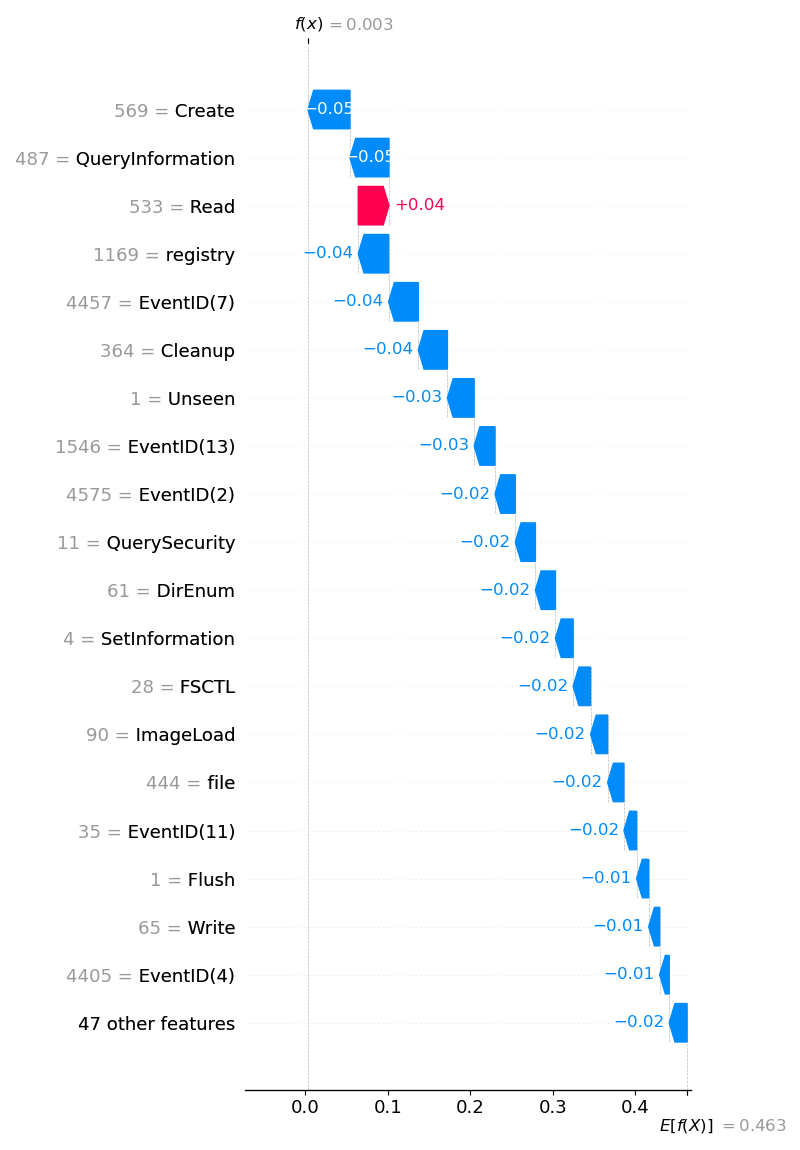 f(x) = 0.003
569 = Create −0.05
487 = QueryInformation −0.05
533 = Read +0.04
1169 = registry −0.04
4457 = EventID(7) −0.04
364 = Cleanup −0.04
1 = Unseen −0.03
1546 = EventID(13) −0.03
4575 = EventID(2) −0.02
11 = QuerySecurity −0.02
61 = DirEnum −0.02
4 = SetInformation −0.02
28 = FSCTL −0.02
90 = ImageLoad −0.02
444 = file −0.02
35 = EventID(11) −0.02
1 = Flush −0.01
65 = Write −0.01
4405 = EventID(4) −0.01
47 other features −0.02
0.0 0.1 0.2 0.3 0.4
E[f(X)] = 0.463